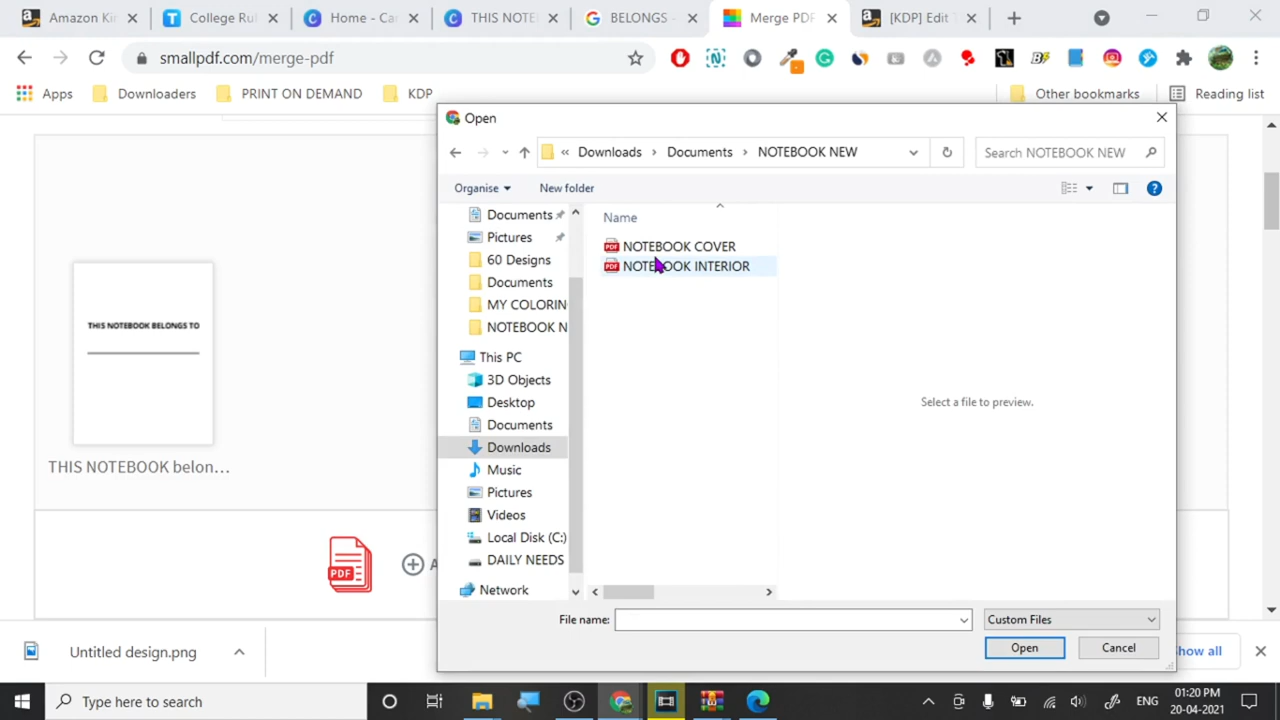 Amazon Kin
College Rul
Home - Can
THIS NOTE
BELONGS -
Merge PDF
[KDP] Edit T
smallpdf.com/merge-pdf
Apps
Downloaders
PRINT ON DEMAND
KDP
Other bookmarks
Reading list
Open
« Downloads > Documents > NOTEBOOK NEW
Search NOTEBOOK NEW
Organise
New folder
Name
Documents
Pictures
60 Designs
Documents
MY COLORIN
NOTEBOOK N
This PC
3D Objects
Desktop
Documents
Downloads
Music
Pictures
Videos
Local Disk (C:)
DAILY NEEDS
Network
NOTEBOOK COVER
NOTEBOOK INTERIOR
Select a file to preview.
File name:
Custom Files
Open
Cancel
THIS NOTEBOOK BELONGS TO
THIS NOTEBOOK belon...
PDF
A
Untitled design.png
how all
Type here to search
ENG
01:20 PM
20-04-2021